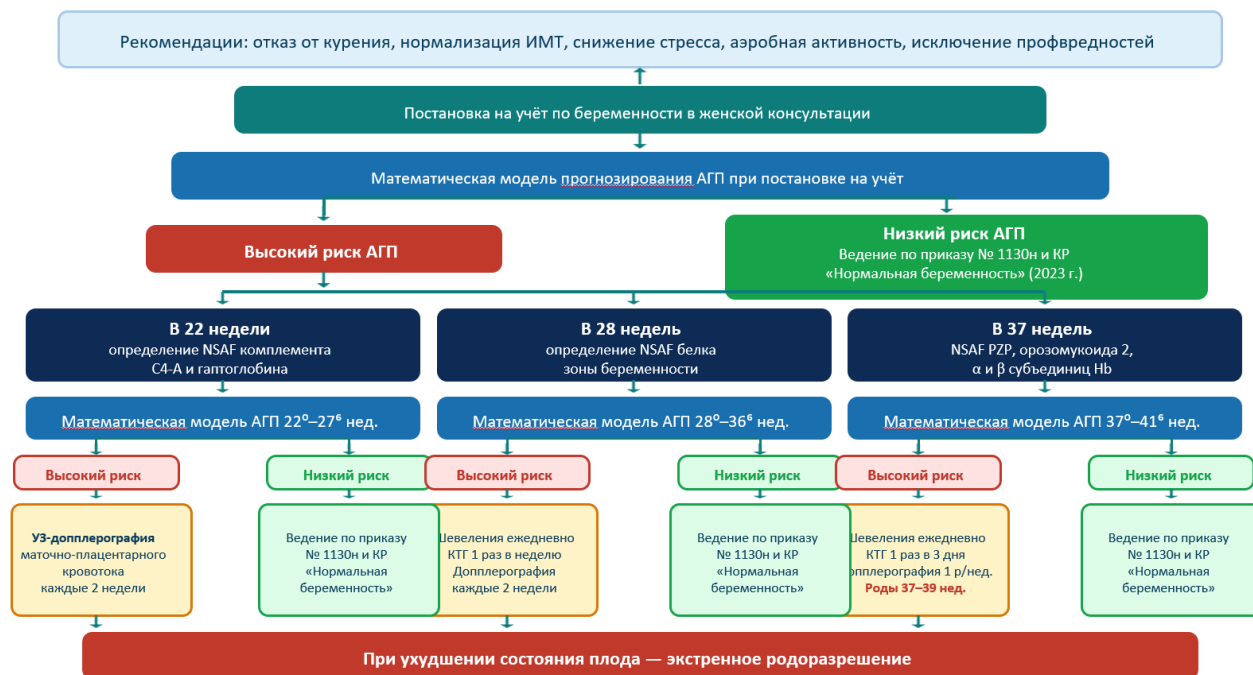 Рекомендации: отказ от курения, нормализация ИМТ, снижение стресса, аэробная активность, исключение профвредностей
Постановка на учёт по беременности в женской консультации
Математическая модель прогнозирования АГП при постановке на учёт
Высокий риск АГП
Низкий риск АГП
Ведение по приказу № 1130н и КР
«Нормальная беременность» (2023 г.)
В 22 недели
определение NSAF комплемента
С4-А и гаптоглобина
В 28 недель
определение NSAF белка
зоны беременности
В 37 недель
NSAF PZP, орозомукоида 2,
α и β субъединиц Hb
Математическая модель АГП 22⁰–27⁶ нед.
Математическая модель АГП 28⁰–36⁶ нед.
Математическая модель АГП 37⁰–41⁶ нед.
Высокий риск
Низкий риск
Высокий риск
Низкий риск
Высокий риск
Низкий риск
УЗ-допплерография
маточно-плацентарного
кровотока
каждые 2 недели
Ведение по приказу
№ 1130н и КР
«Нормальная
беременность»
Шевеления ежедневно
КТГ 1 раз в неделю
Допплерография
каждые 2 недели
Ведение по приказу
№ 1130н и КР
«Нормальная
беременность»
Шевеления ежедневно
КТГ 1 раз в 3 дня
Допплерография 1 р/нед.
Роды 37–39 нед.
Ведение по приказу
№ 1130н и КР
«Нормальная
беременность»
При ухудшении состояния плода — экстренное родоразрешение